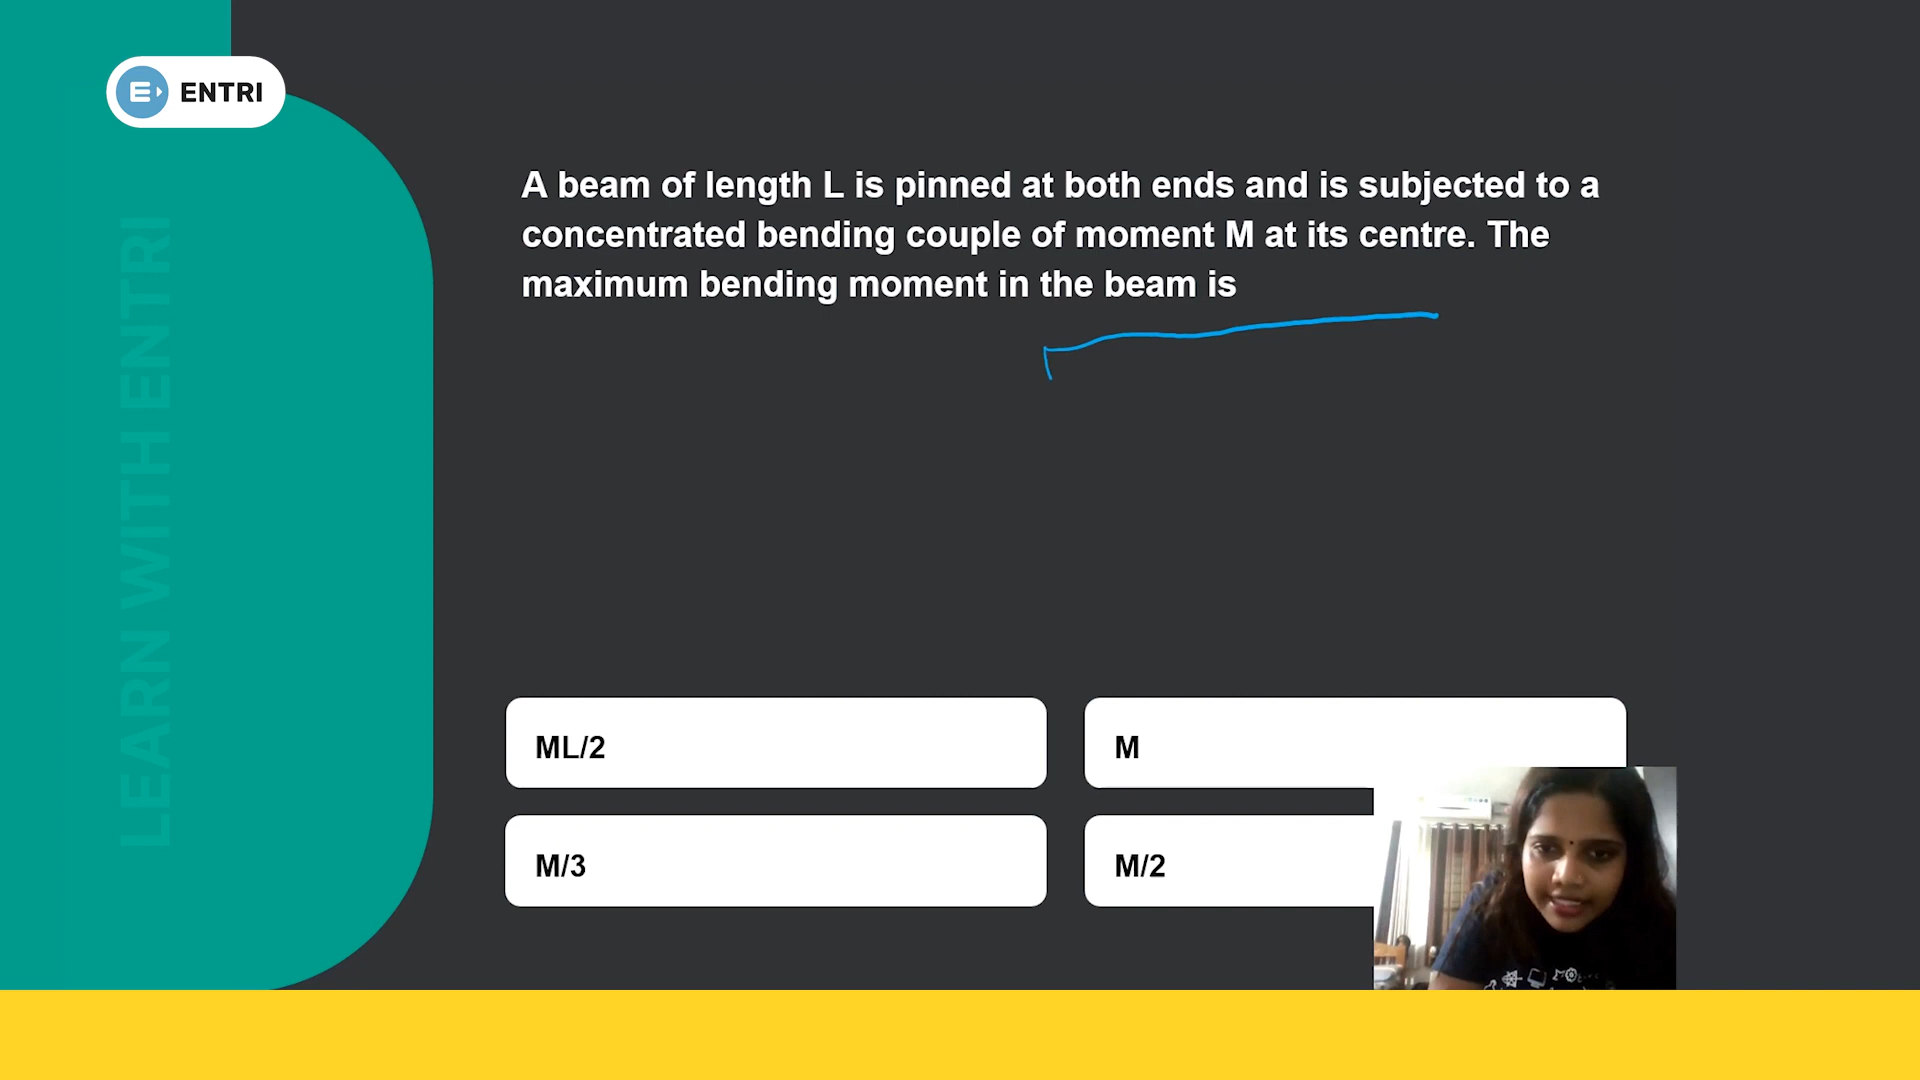 ENTRI
LEARN WITH ENTRI
A beam of length L is pinned at both ends and is subjected to a
concentrated bending couple of moment M at its centre. The
maximum bending moment in the beam is
ML/2
M
M/3
M/2